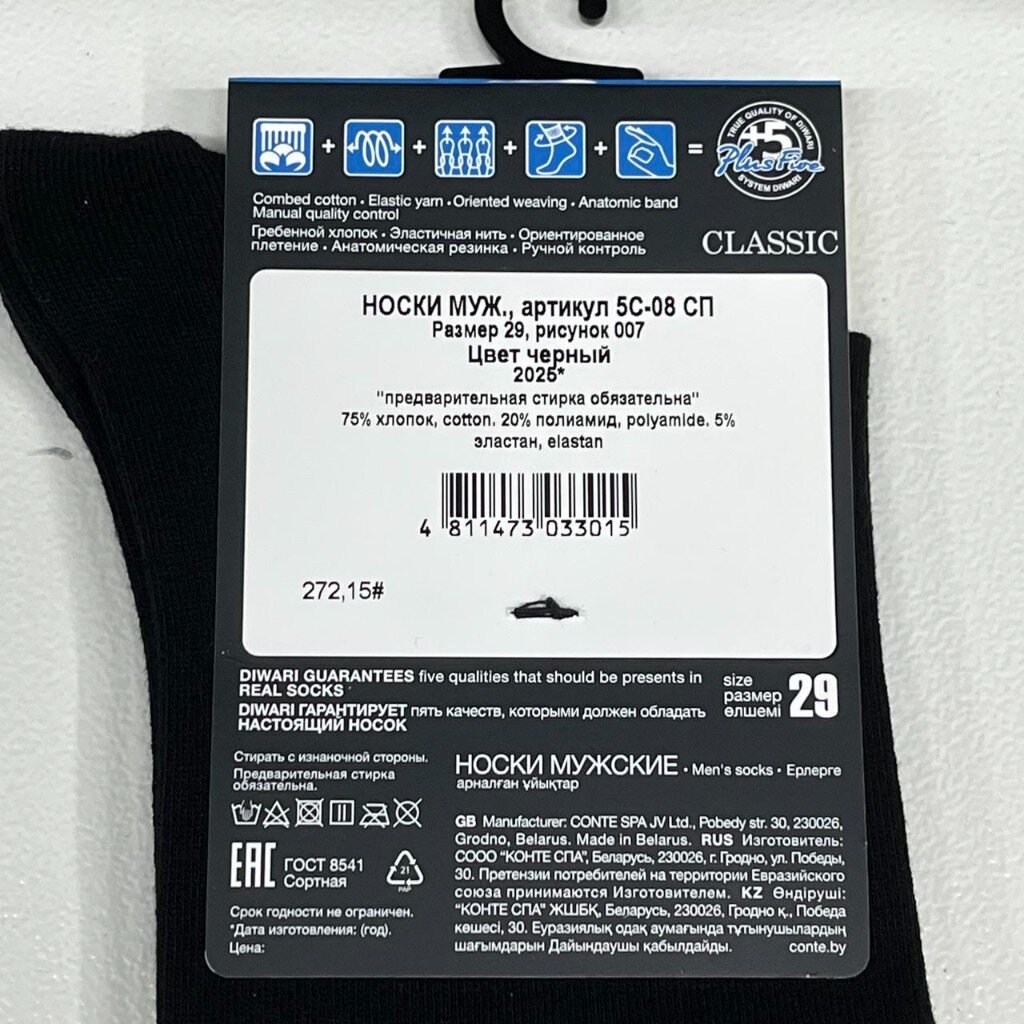 TRUE QUALITY OF DIWARI
+5
Plus Five
SYSTEM DIWARI
+ + + + =
Combed cotton • Elastic yarn • Oriented weaving • Anatomic band
Manual quality control
Гребенной хлопок • Эластичная нить • Ориентированное
плетение • Анатомическая резинка • Ручной контроль
CLASSIC
НОСКИ МУЖ., артикул 5С-08 СП
Размер 29, рисунок 007
Цвет черный
2025*
"предварительная стирка обязательна"
75% хлопок, cotton. 20% полиамид, polyamide. 5%
эластан, elastan
4 811473 033015
272,15#
DIWARI GUARANTEES five qualities that should be presents in
REAL SOCKS
DIWARI ГАРАНТИРУЕТ пять качеств, которыми должен обладать
НАСТОЯЩИЙ НОСОК
size
размер
өлшемі
29
Стирать с изнаночной стороны.
Предварительная стирка
обязательна.
EAC
ГОСТ 8541
Сортная
21
PAP
Срок годности не ограничен.
*Дата изготовления: (год).
Цена:
НОСКИ МУЖСКИЕ • Men's socks • Ерлерге
арналған ұйықтар
GB Manufacturer: CONTE SPA JV Ltd., Pobedy str. 30, 230026,
Grodno, Belarus. Made in Belarus. RUS Изготовитель:
СООО "КОНТЕ СПА", Беларусь, 230026, г. Гродно, ул. Победы,
30. Претензии потребителей на территории Евразийского
союза принимаются Изготовителем. KZ Өндіруші:
"КОНТЕ СПА" ЖШБҚ, Беларусь, 230026, Гродно қ., Победа
көшесі, 30. Еуразиялық одақ аумағында тұтынушылардың
шағымдарын Дайындаушы қабылдайды.
conte.by